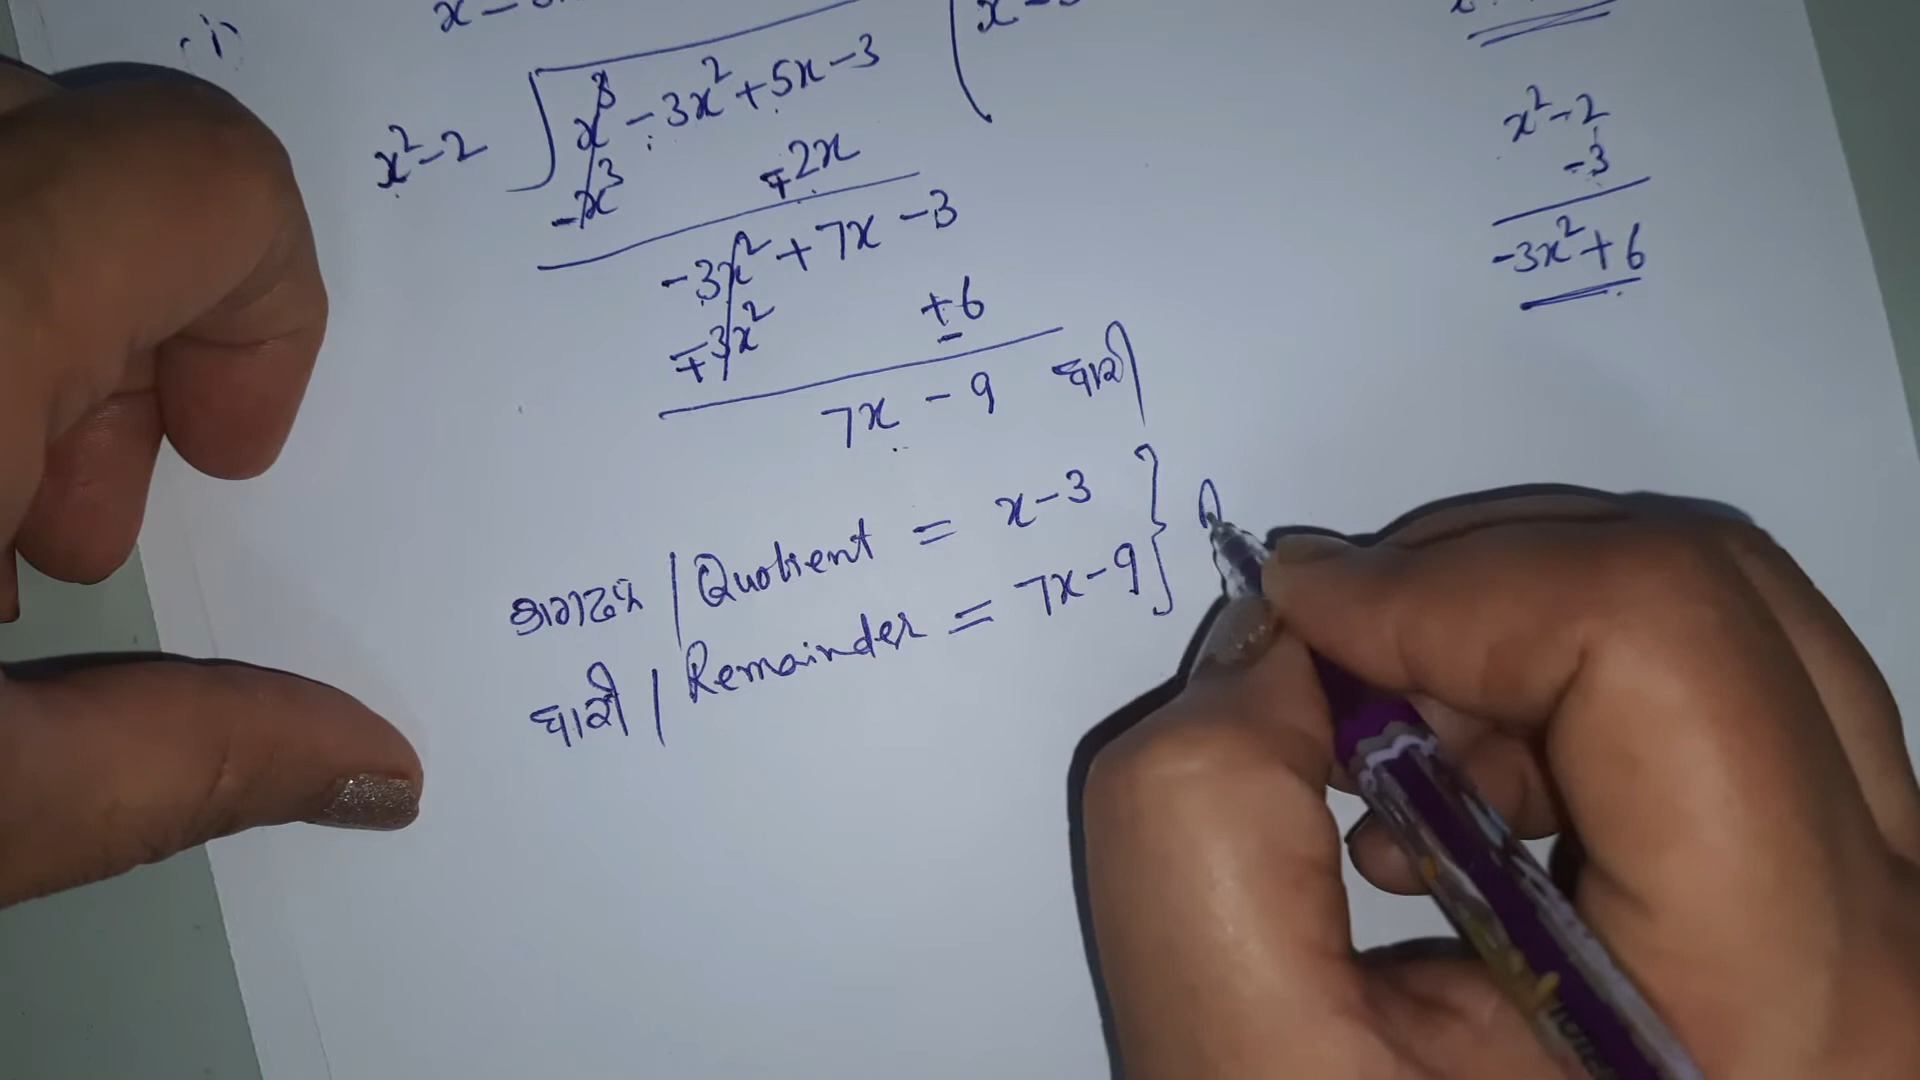 x² - 2 x³ - 3x² + 5x - 3
- x³ + 2x
-3x² + 7x - 3
+ 3x² + 6
7x - 9 ਬਾਕੀ
/ Quotient = x - 3
ਬਾਕੀ / Remainder = 7x - 9
x² - 2
- 3
-3x² + 6